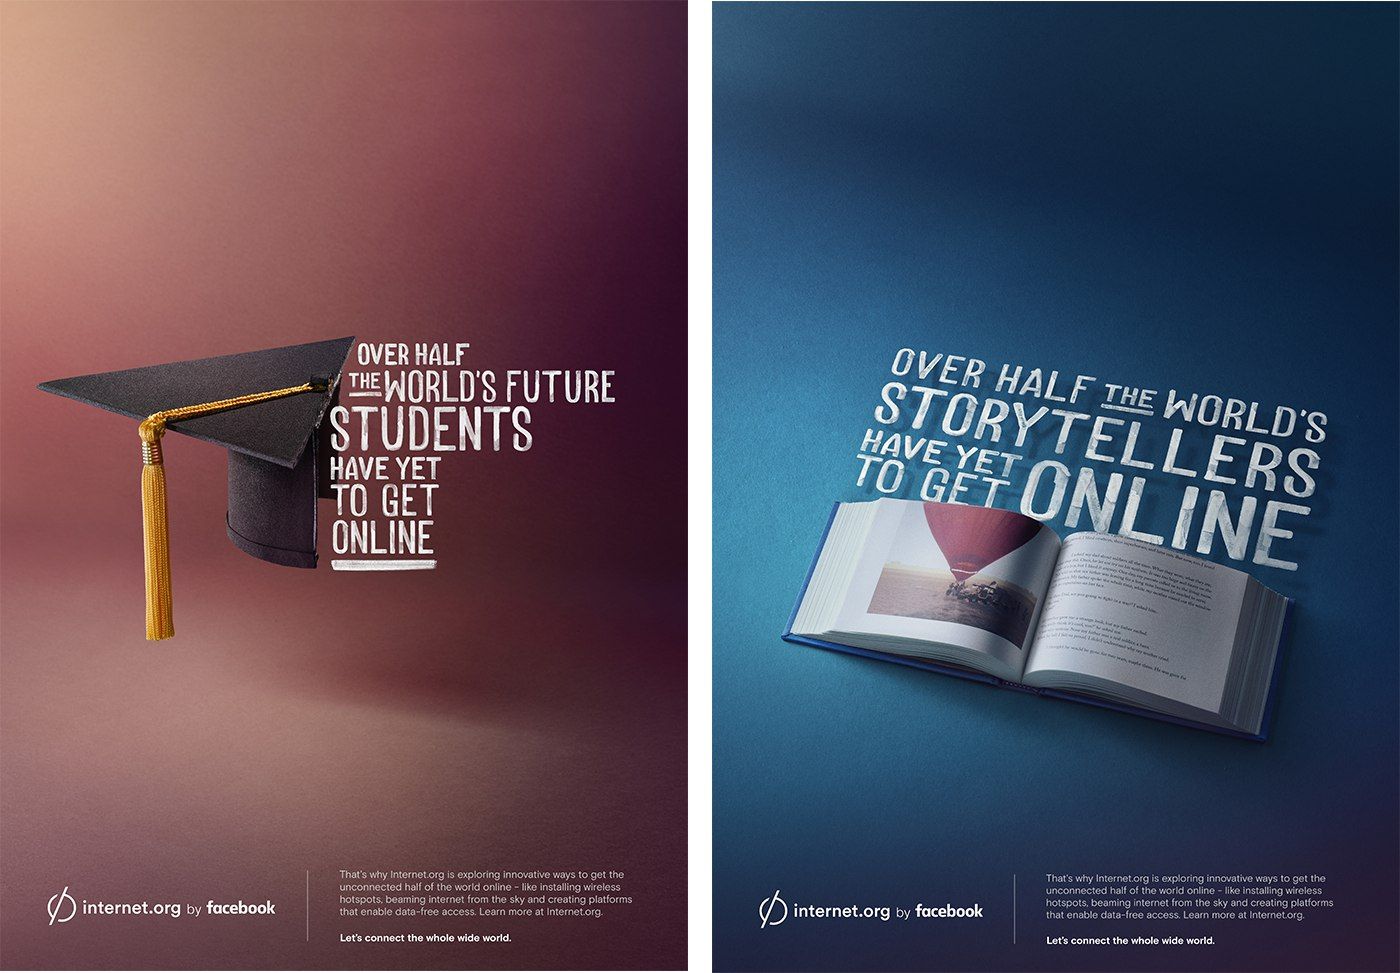 OVER HALF
THE WORLD'S FUTURE
STUDENTS
HAVE YET
TO GET
ONLINE
internet.org by facebook
That's why Internet.org is exploring innovative ways to get the
unconnected half of the world online – like installing wireless
hotspots, beaming internet from the sky and creating platforms
that enable data-free access. Learn more at Internet.org.
Let's connect the whole wide world.
OVER HALF THE WORLD'S
STORYTELLERS
HAVE YET
TO GET ONLINE
internet.org by facebook
That's why Internet.org is exploring innovative ways to get the
unconnected half of the world online – like installing wireless
hotspots, beaming internet from the sky and creating platforms
that enable data-free access. Learn more at Internet.org.
Let's connect the whole wide world.